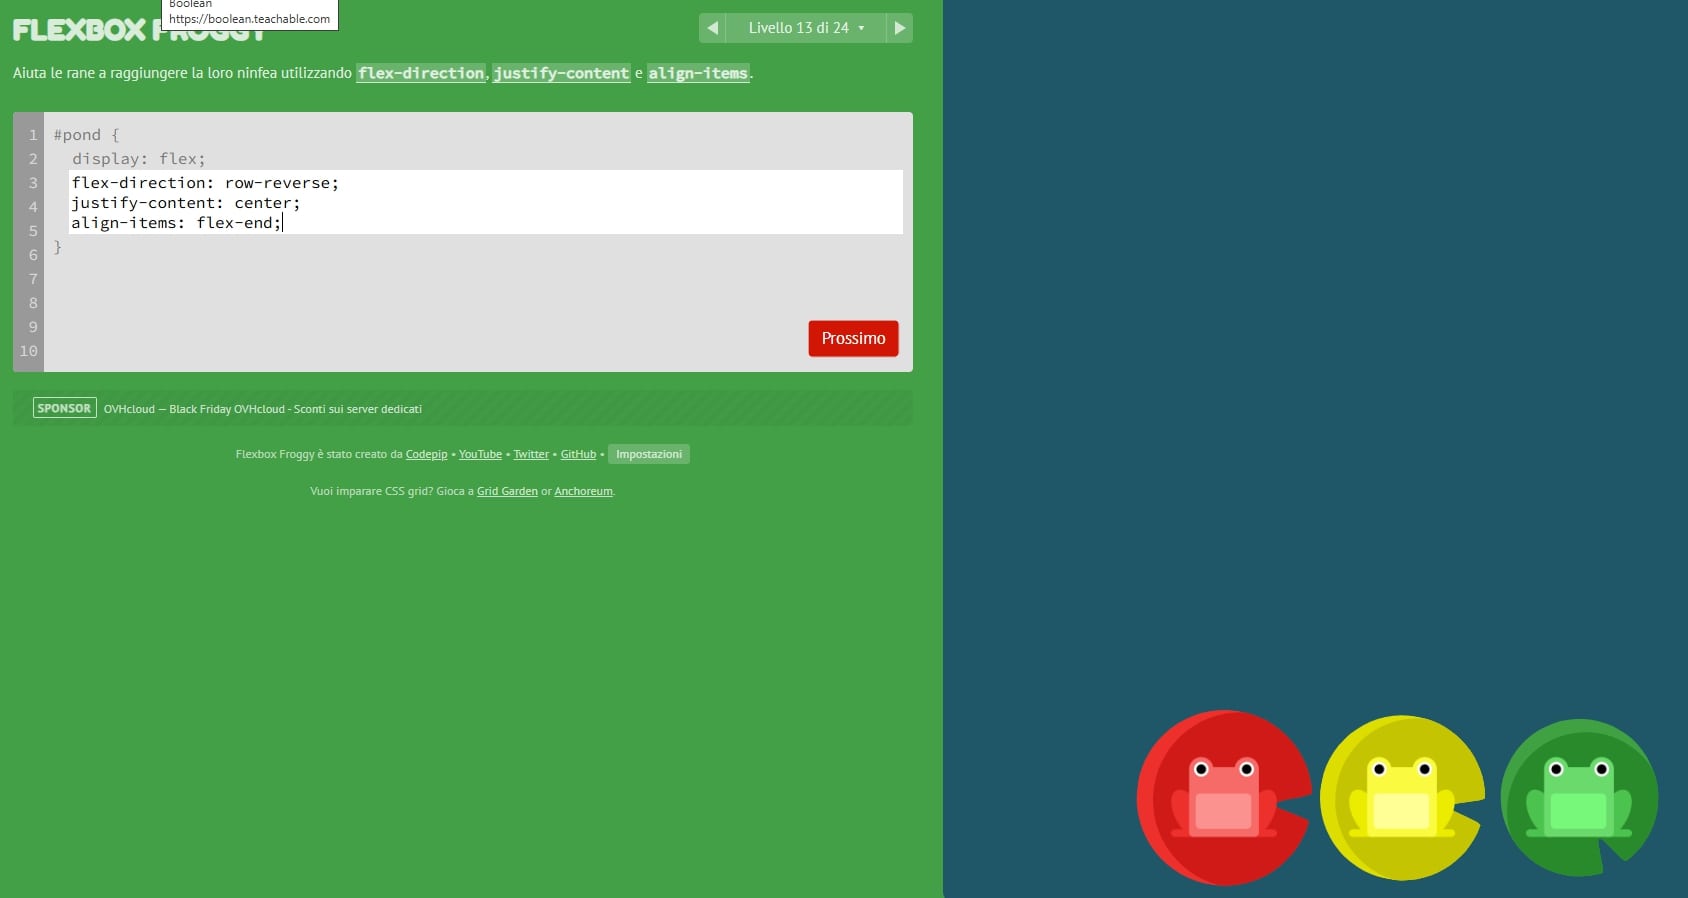 Boolean
https://boolean.teachable.com
FLEXBOX FROGGY
Livello 13 di 24
Aiuta le rane a raggiungere la loro ninfea utilizzando flex-direction, justify-content e align-items.
1 #pond {
2 display: flex;
3 flex-direction: row-reverse;
4 justify-content: center;
5 align-items: flex-end;
6 }
7
8
9
10
Prossimo
SPONSOR OVHcloud — Black Friday OVHcloud - Sconti sui server dedicati
Flexbox Froggy è stato creato da Codepip • YouTube • Twitter • GitHub • Impostazioni
Vuoi imparare CSS grid? Gioca a Grid Garden or Anchoreum.